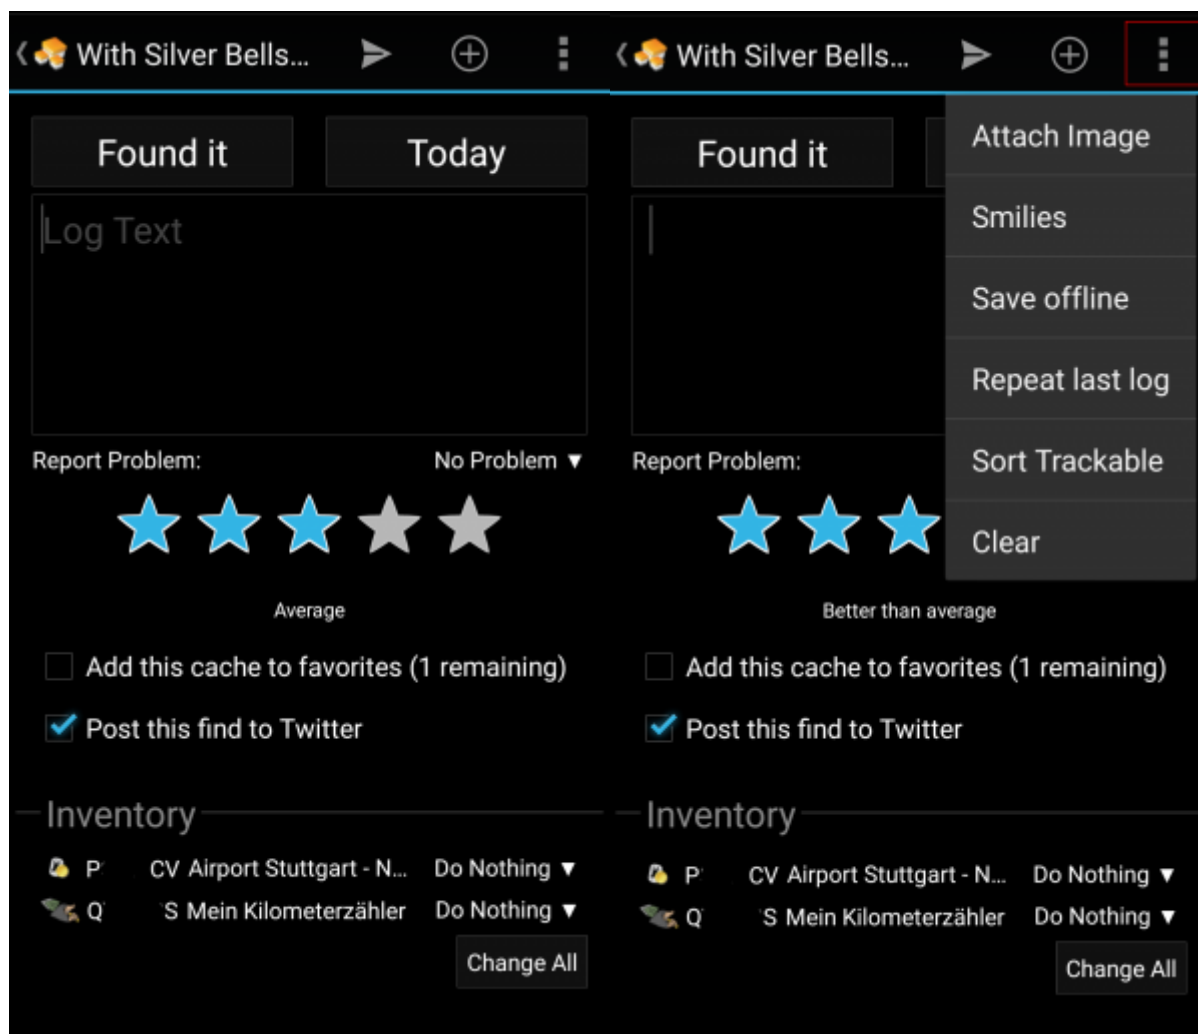 With Silver Bells...
Found it
Today
Log Text
Report Problem:
No Problem
Average
Add this cache to favorites (1 remaining)
Post this find to Twitter
Inventory
P CV Airport Stuttgart - N...
Do Nothing
Q S Mein Kilometerzähler
Do Nothing
Change All
With Silver Bells...
Found it
Attach Image
Smilies
Save offline
Repeat last log
Sort Trackable
Clear
Report Problem:
Better than average
Add this cache to favorites (1 remaining)
Post this find to Twitter
Inventory
P CV Airport Stuttgart - N...
Do Nothing
Q S Mein Kilometerzähler
Do Nothing
Change All